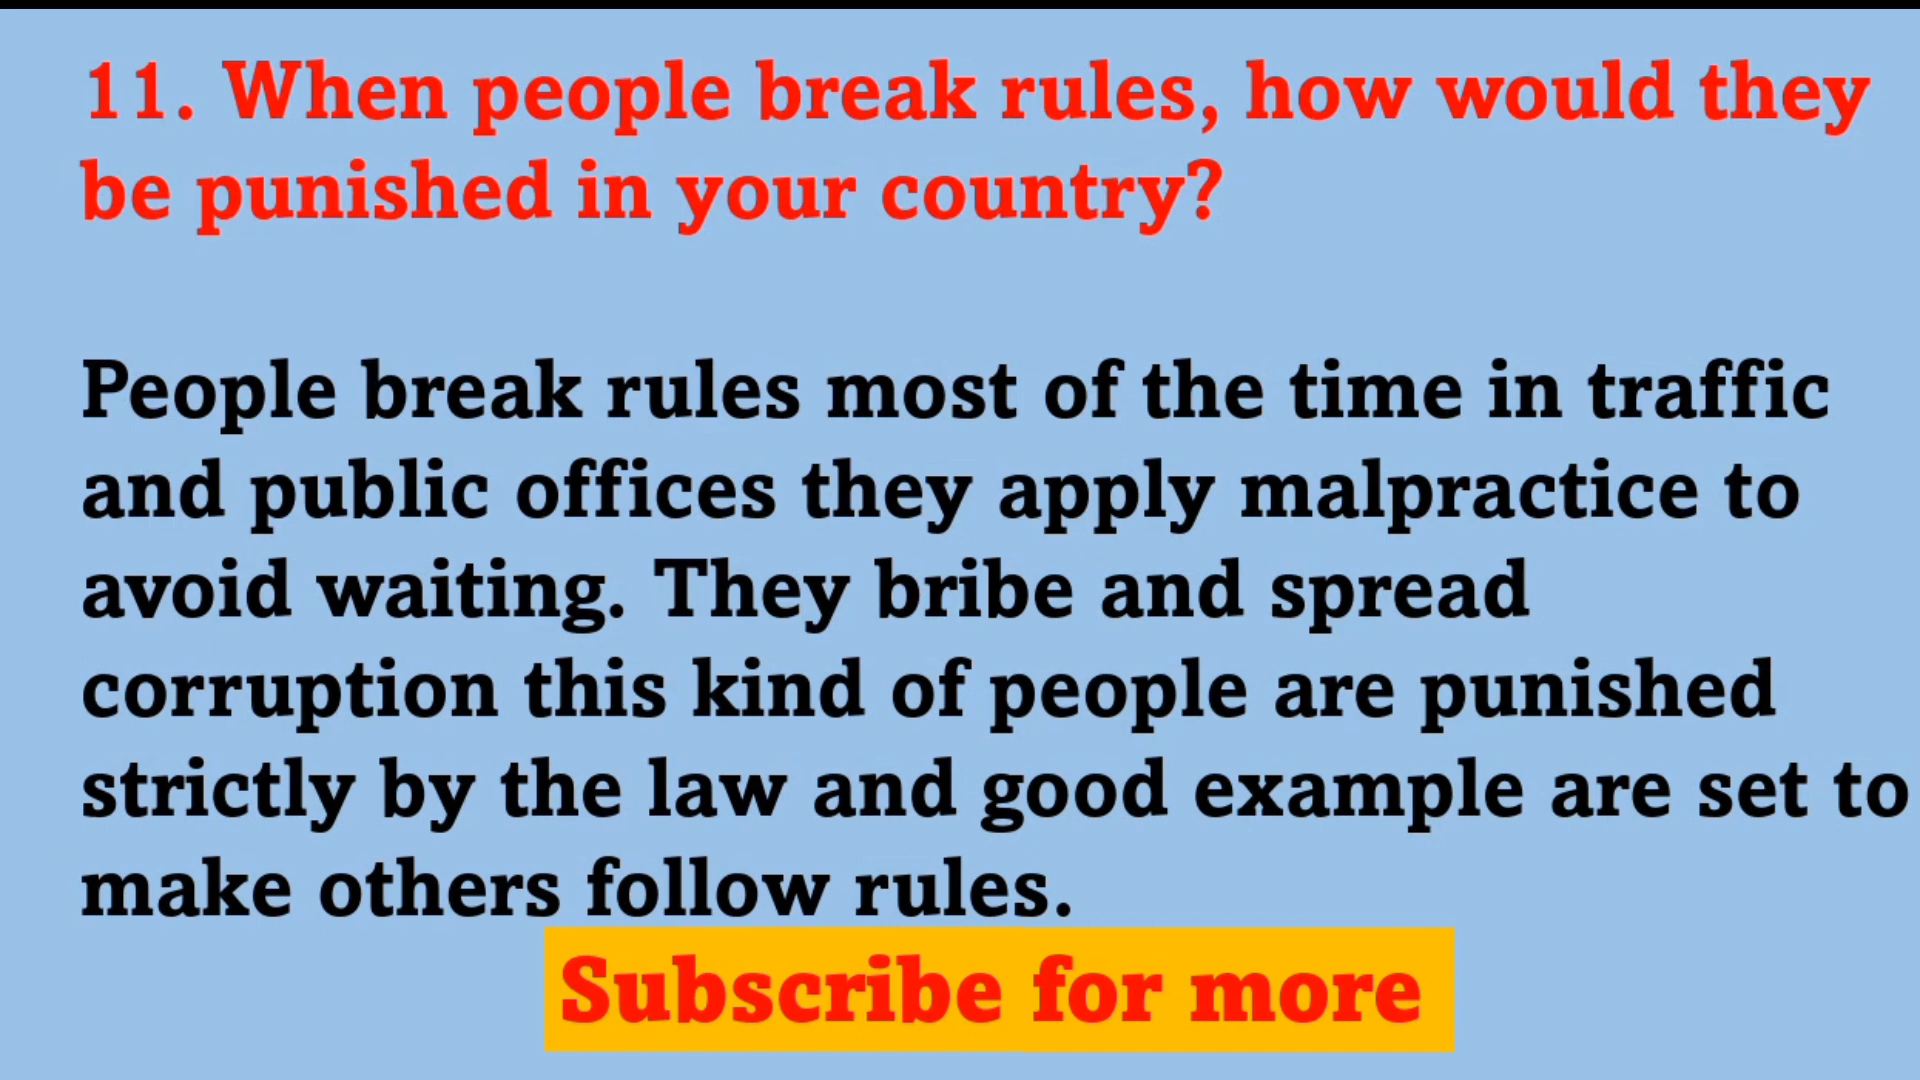 11. When people break rules, how would they
be punished in your country?
People break rules most of the time in traffic
and public offices they apply malpractice to
avoid waiting. They bribe and spread
corruption this kind of people are punished
strictly by the law and good example are set to
make others follow rules.
Subscribe for more